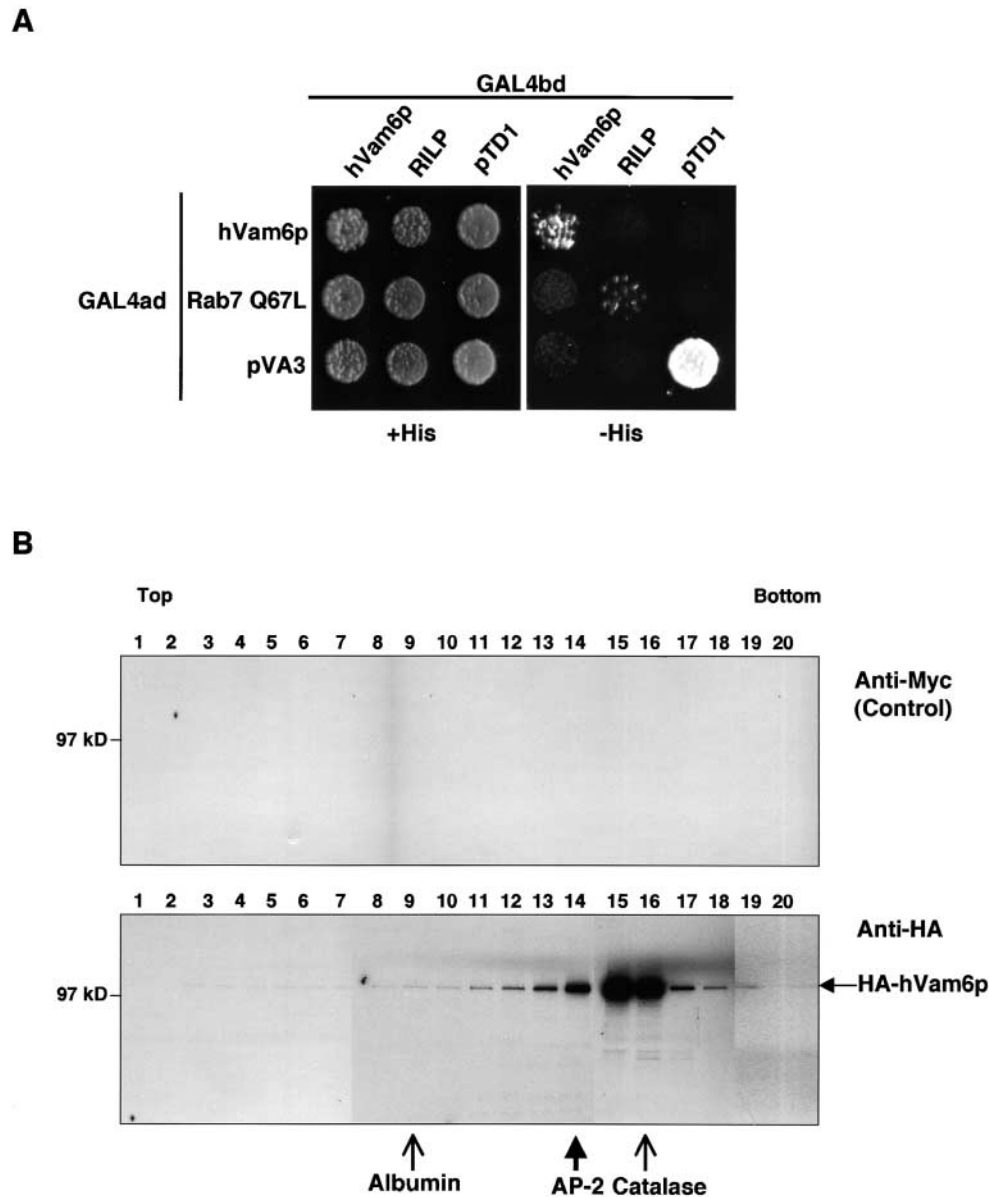 A
GAL4bd
hVam6p RILP pTD1 hVam6p RILP pTD1
hVam6p
GAL4ad Rab7 Q67L
pVA3
+His -His
B
Top Bottom
1 2 3 4 5 6 7 8 9 10 11 12 13 14 15 16 17 18 19 20
Anti-Myc
(Control)
97 kD
1 2 3 4 5 6 7 8 9 10 11 12 13 14 15 16 17 18 19 20
Anti-HA
97 kD HA-hVam6p
Albumin AP-2 Catalase